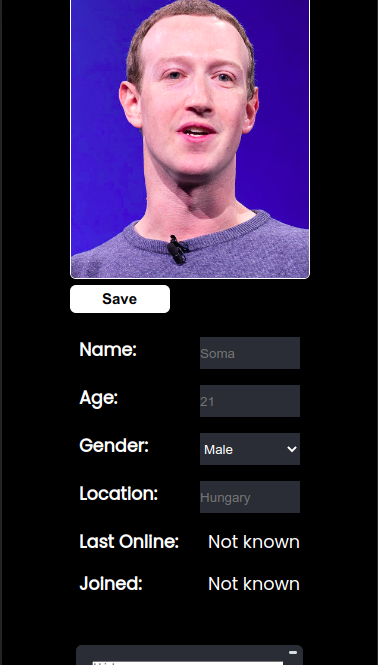 Save
Name: Soma
Age: 21
Gender: Male
Location: Hungary
Last Online: Not known
Joined: Not known